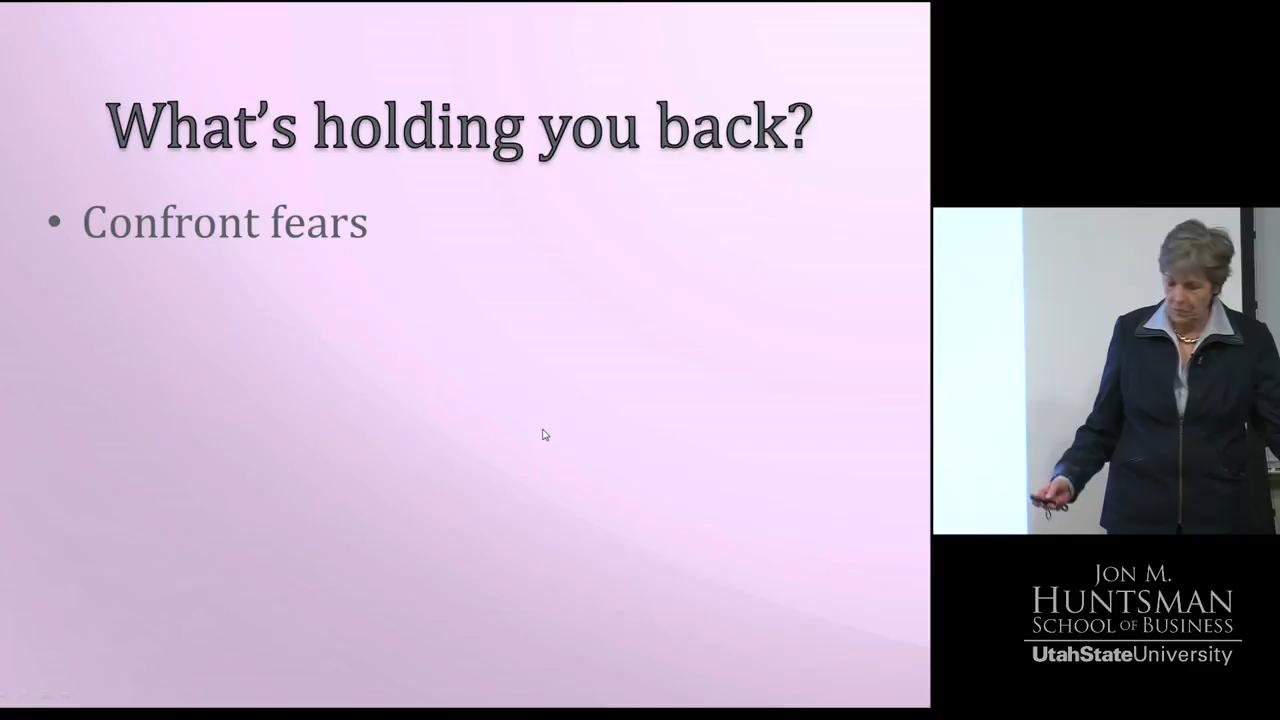 What's holding you back?
• Confront fears
JON M.
HUNTSMAN
SCHOOL OF BUSINESS
UtahStateUniversity